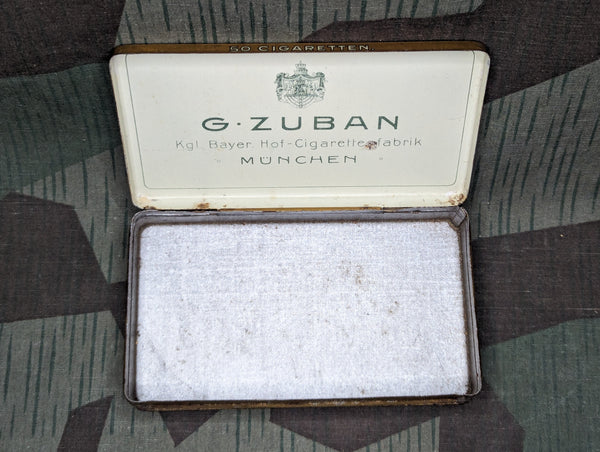 50 CIGARETTEN.
G·ZUBAN
Kgl. Bayer. Hof-Cigarettenfabrik
" MÜNCHEN "